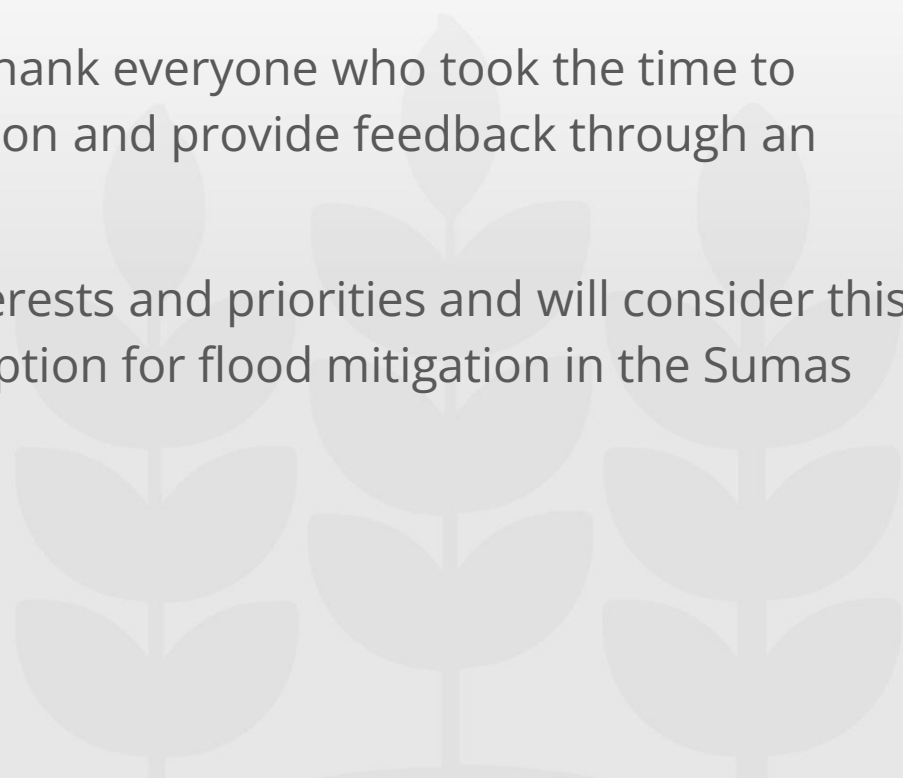 hank everyone who took the time to
on and provide feedback through an
erests and priorities and will consider this
ption for flood mitigation in the Sumas